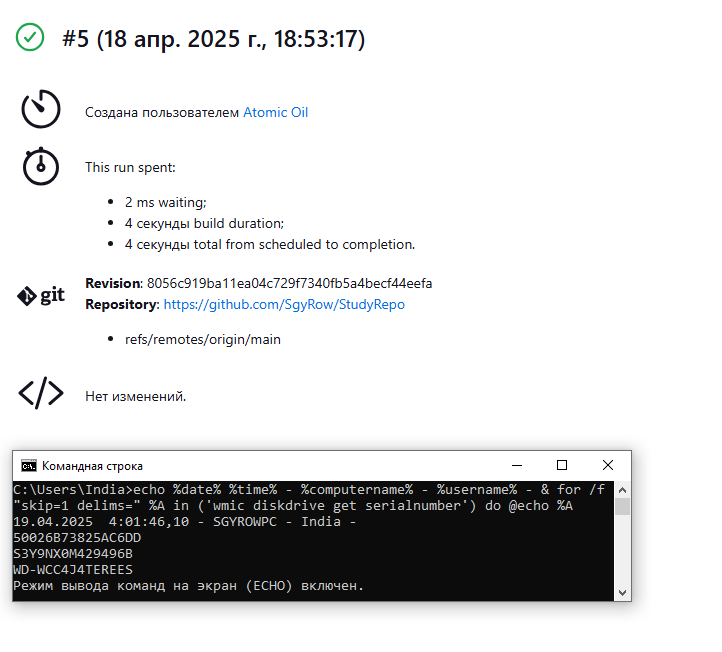 #5 (18 апр. 2025 г., 18:53:17)
Создана пользователем Atomic Oil
This run spent:
2 ms waiting;
4 секунды build duration;
4 секунды total from scheduled to completion.
git
Revision: 8056c919ba11ea04c729f7340fb5a4becf44eefa
Repository: https://github.com/SgyRow/StudyRepo
refs/remotes/origin/main
Нет изменений.
Командная строка
C:\Users\India>echo %date% %time% - %computername% - %username% - & for /f
"skip=1 delims=" %A in ('wmic diskdrive get serialnumber') do @echo %A
19.04.2025  4:01:46,10 - SGYROWPC - India -
50026B73825AC6DD
S3Y9NX0M429496B
WD-WCC4J4TEREES
Режим вывода команд на экран (ECHO) включен.